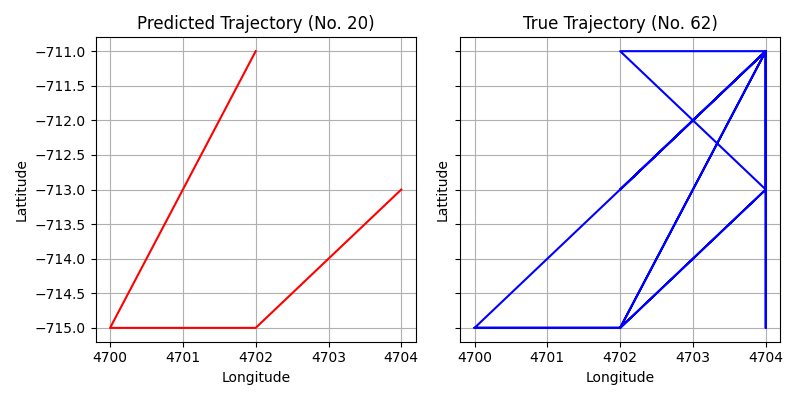 Predicted Trajectory (No. 20)
True Trajectory (No. 62)
−711.0
−711.5
−712.0
−712.5
−713.0
−713.5
−714.0
−714.5
−715.0
Lattitude
Lattitude
4700 4701 4702 4703 4704
4700 4701 4702 4703 4704
Longitude
Longitude